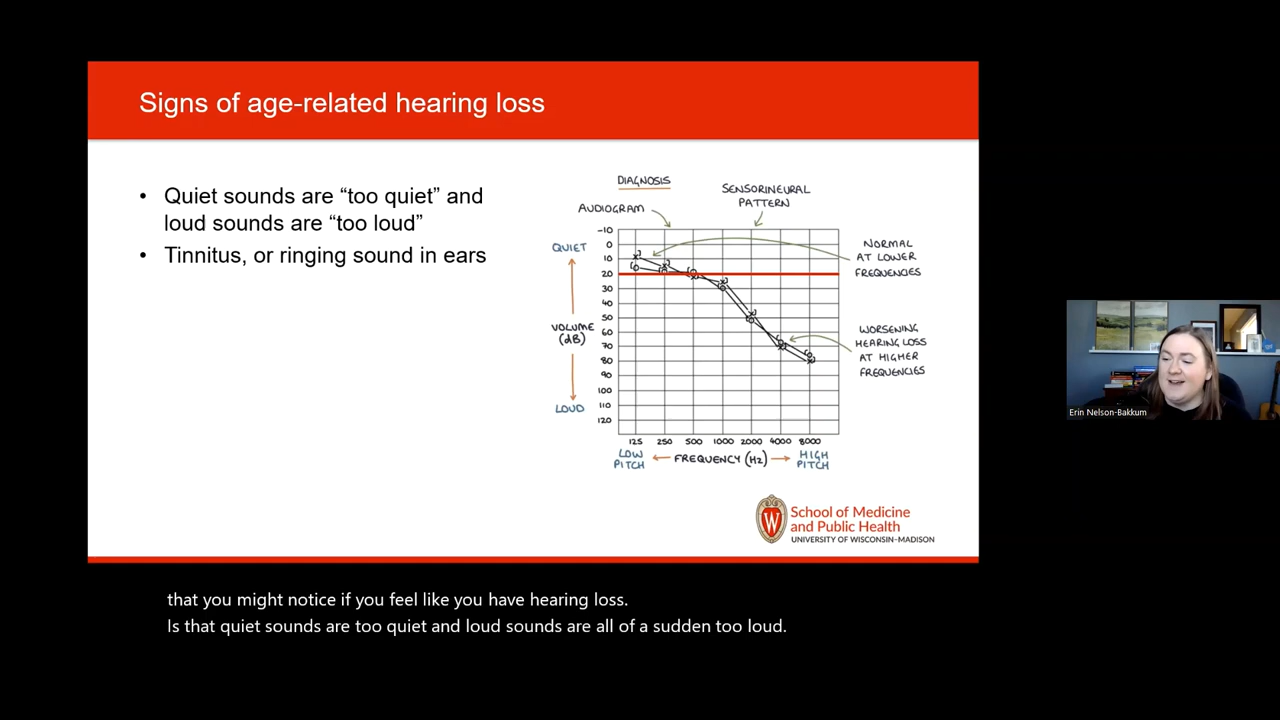 Signs of age-related hearing loss
• Quiet sounds are “too quiet” and
loud sounds are “too loud”
• Tinnitus, or ringing sound in ears
DIAGNOSIS
AUDIOGRAM
SENSORINEURAL
PATTERN
QUIET
VOLUME
(dB)
LOUD
-10
0
10
20
30
40
50
60
70
80
90
100
110
120
NORMAL
AT LOWER
FREQUENCIES
WORSENING
HEARING LOSS
AT HIGHER
FREQUENCIES
125 250 500 1000 2000 4000 8000
LOW
PITCH
FREQUENCY (Hz)
HIGH
PITCH
W
School of Medicine
and Public Health
UNIVERSITY OF WISCONSIN–MADISON
Erin Nelson-Bakkum
that you might notice if you feel like you have hearing loss.
Is that quiet sounds are too quiet and loud sounds are all of a sudden too loud.